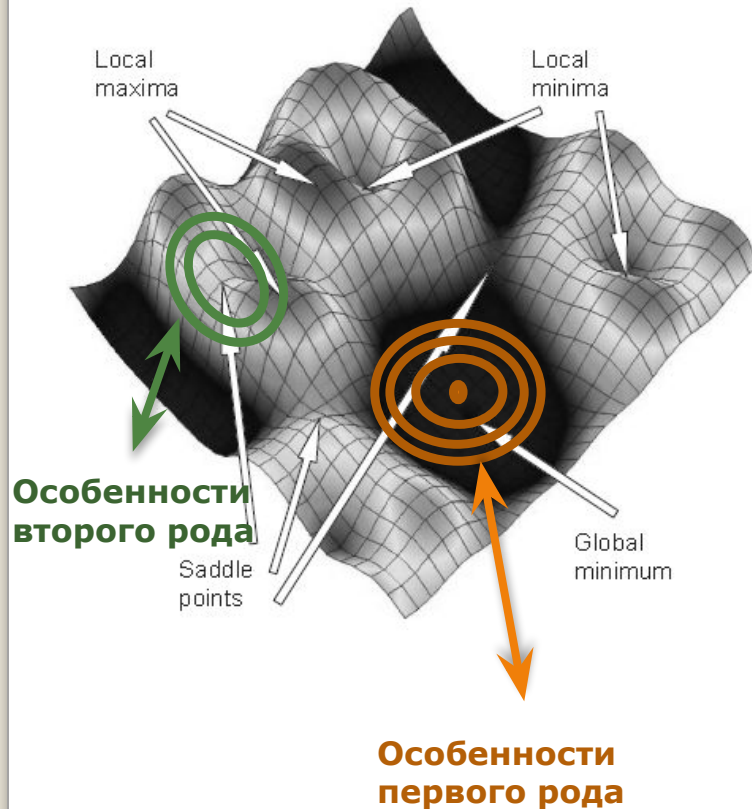 Local
maxima
Local
minima
Особенности
второго рода
Saddle
points
Global
minimum
Особенности
первого рода